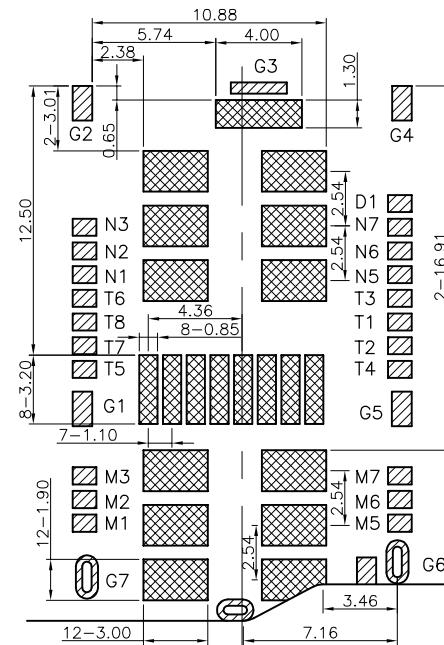 10.88
5.74
4.00
2.38
G3
1.30
2-3.01
0.65
G2
G4
12.50
2.54
D1
N3
N7
N2
N6
2.54
N1
N5
2-16.91
T6
T3
4.36
T8
T1
8-0.85
T7
T2
T5
T4
8-3.20
G1
G5
7-1.10
M3
M7
2.54
M2
M6
12-1.90
M1
M5
2.54
G7
G6
3.46
12-3.00
7.16